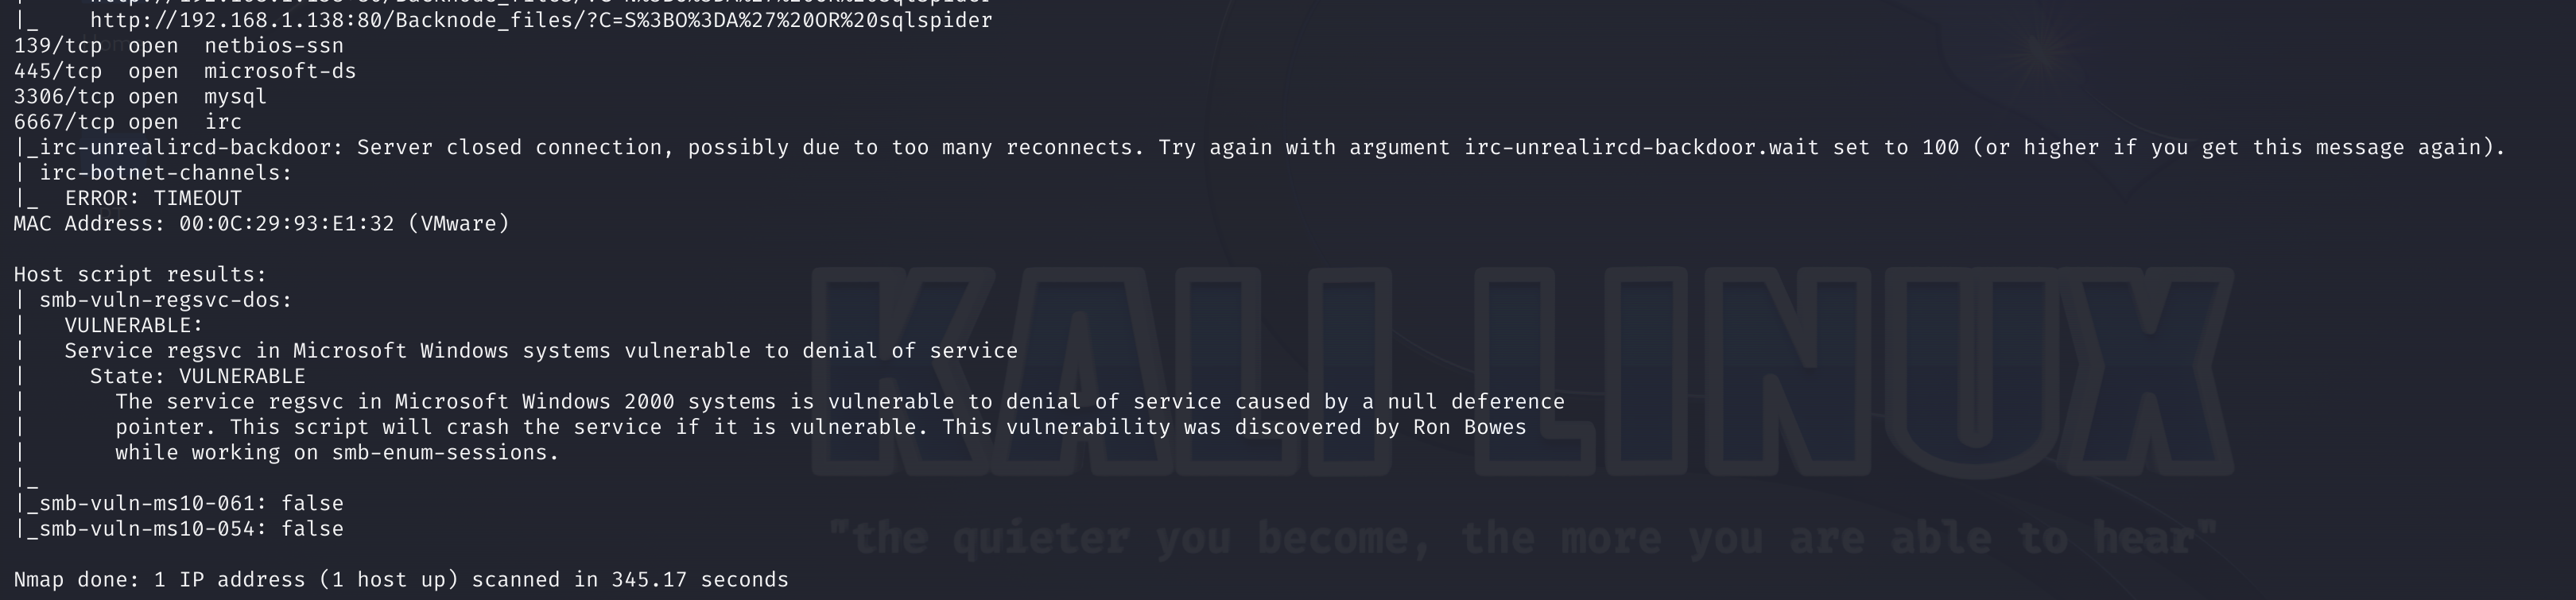 |_    http://192.168.1.138:80/Backnode_files/?C=S%3BO%3DA%27%20OR%20sqlspider
139/tcp  open  netbios-ssn
445/tcp  open  microsoft-ds
3306/tcp open  mysql
6667/tcp open  irc
|_irc-unrealircd-backdoor: Server closed connection, possibly due to too many reconnects. Try again with argument irc-unrealircd-backdoor.wait set to 100 (or higher if you get this message again).
| irc-botnet-channels:
|_  ERROR: TIMEOUT
MAC Address: 00:0C:29:93:E1:32 (VMware)
Host script results:
| smb-vuln-regsvc-dos:
|   VULNERABLE:
|   Service regsvc in Microsoft Windows systems vulnerable to denial of service
|     State: VULNERABLE
|       The service regsvc in Microsoft Windows 2000 systems is vulnerable to denial of service caused by a null deference
|       pointer. This script will crash the service if it is vulnerable. This vulnerability was discovered by Ron Bowes
|       while working on smb-enum-sessions.
|_
|_smb-vuln-ms10-061: false
|_smb-vuln-ms10-054: false
Nmap done: 1 IP address (1 host up) scanned in 345.17 seconds
KALI LINUX
"the quieter you become, the more you are able to hear"